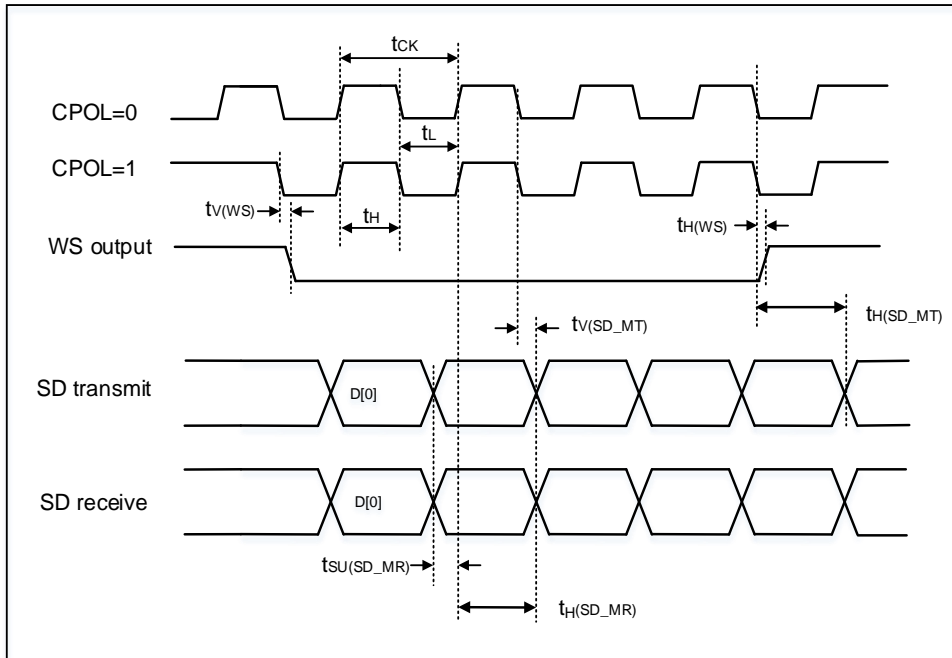 tCK
CPOL=0
tL
CPOL=1
tV(WS)
tH
tH(WS)
WS output
tV(SD_MT)
tH(SD_MT)
SD transmit
D[0]
SD receive
D[0]
tSU(SD_MR)
tH(SD_MR)